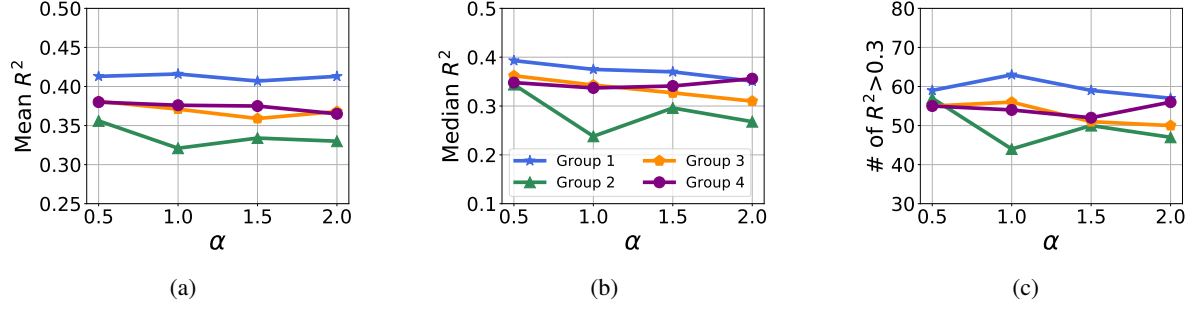 0.50
0.45
0.40
0.35
0.30
0.25
Mean R²
0.5 1.0 1.5 2.0
α
(a)
0.5
0.4
0.3
0.2
0.1
Median R²
Group 1 Group 3
Group 2 Group 4
0.5 1.0 1.5 2.0
α
(b)
80
70
60
50
40
30
# of R²>0.3
0.5 1.0 1.5 2.0
α
(c)